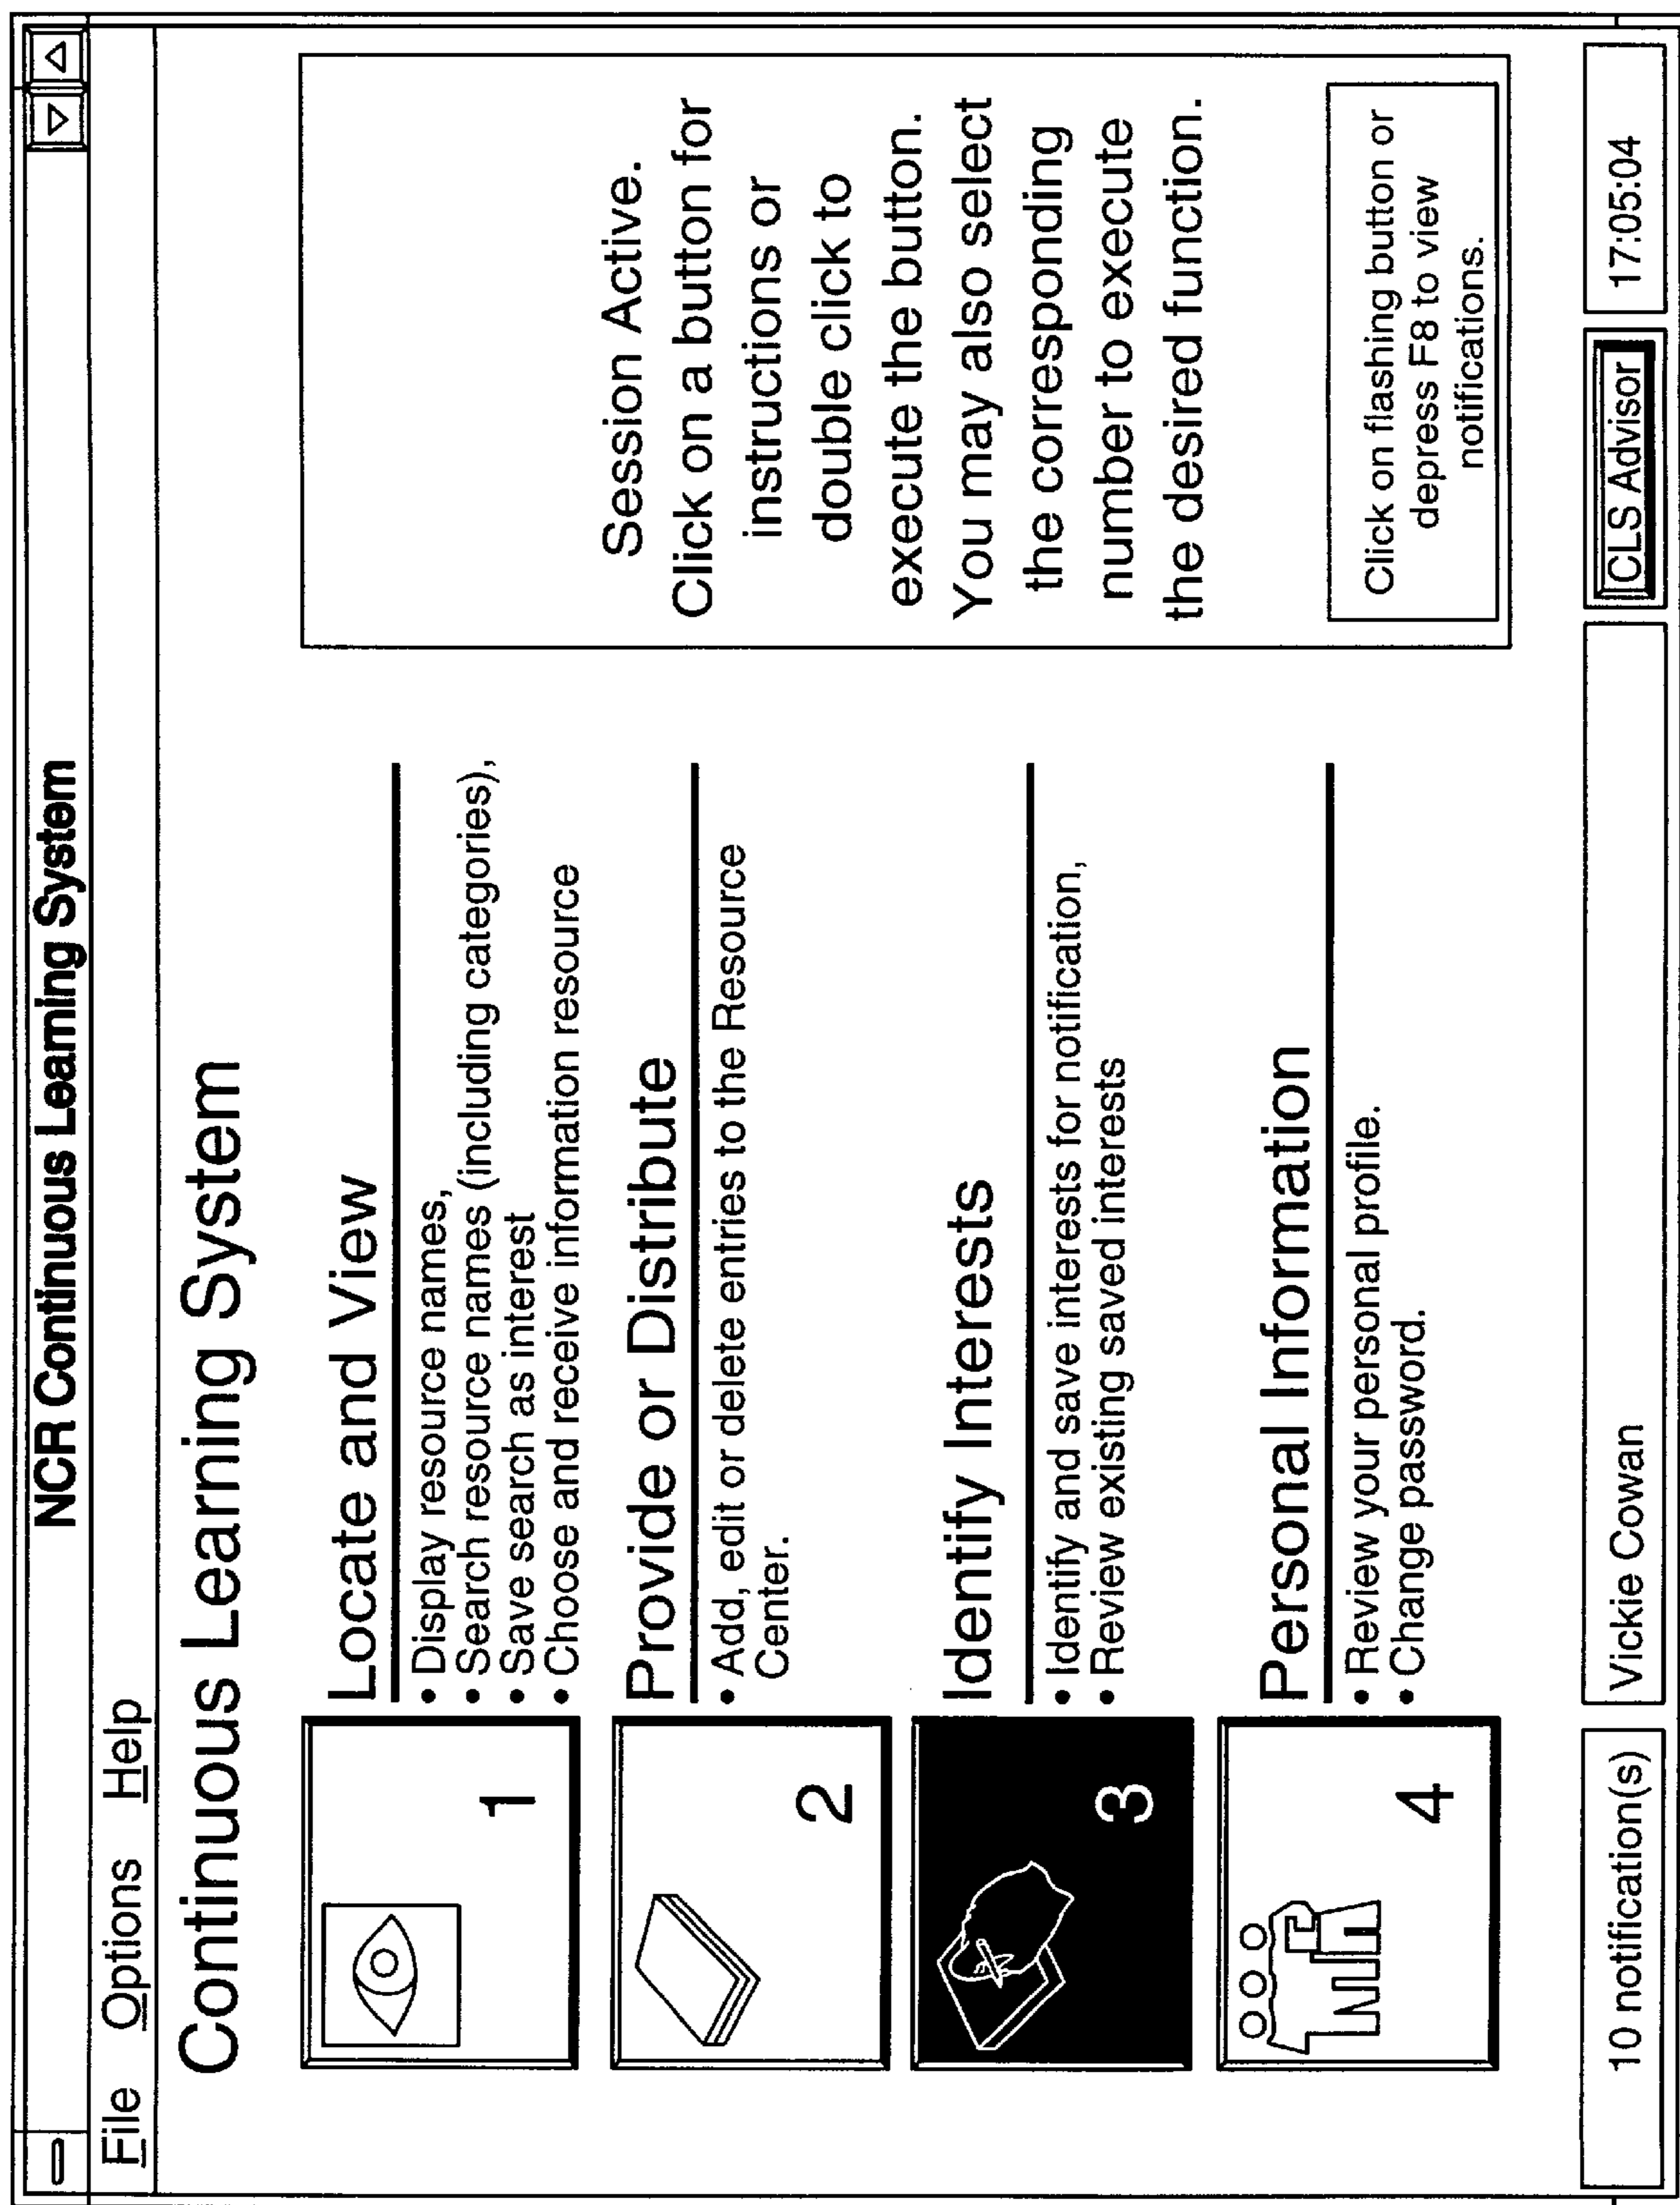 NCR Continuous Learning System
File Options Help
Continuous Learning System
1
Locate and View
• Display resource names,
• Search resource names (including categories),
• Save search as interest
• Choose and receive information resource
2
Provide or Distribute
• Add, edit or delete entries to the Resource
Center.
3
Identify Interests
• Identify and save interests for notification,
• Review existing saved interests
4
Personal Information
• Review your personal profile.
• Change password.
Session Active.
Click on a button for
instructions or
double click to
execute the button.
You may also select
the corresponding
number to execute
the desired function.
Click on flashing button or
depress F8 to view
notifications.
10 notification(s)
Vickie Cowan
CLS Advisor
17:05:04